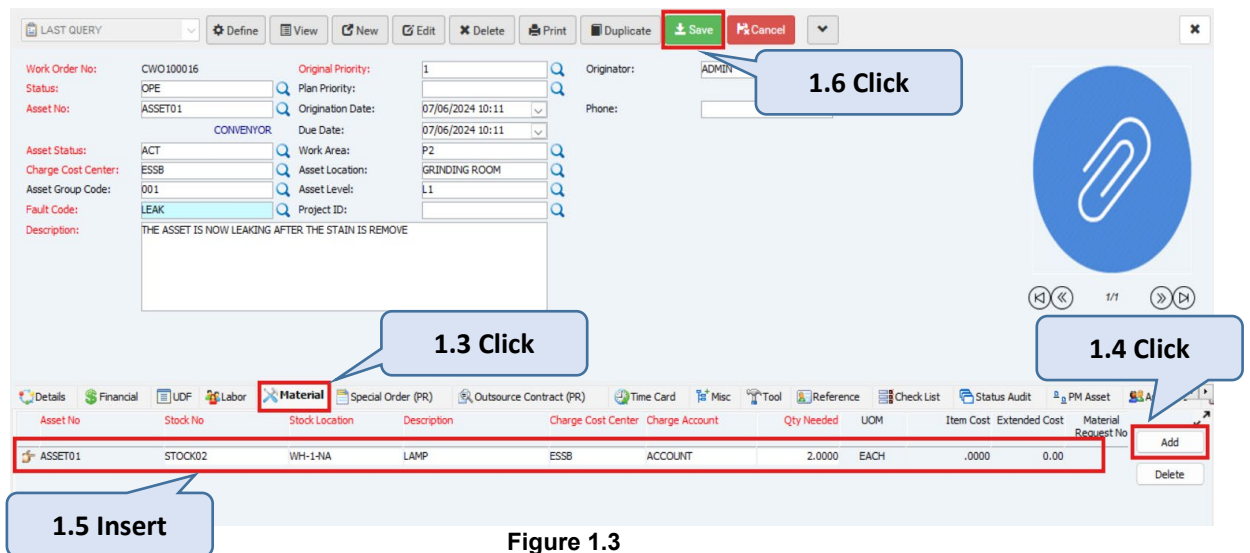 LAST QUERY Define View New Edit Delete Print Duplicate Save Cancel
Work Order No: CWO100016 Original Priority: 1 Originator: ADMIN
1.6 Click
Status: OPE Plan Priority:
Asset No: ASSET01 Origination Date: 07/06/2024 10:11 Phone:
CONVENYOR Due Date: 07/06/2024 10:11
Asset Status: ACT Work Area: P2
Charge Cost Center: ESSB Asset Location: GRINDING ROOM
Asset Group Code: 001 Asset Level: L1
Fault Code: LEAK Project ID:
Description: THE ASSET IS NOW LEAKING AFTER THE STAIN IS REMOVE
1/1
1.3 Click
1.4 Click
Details Financial UDF Labor Material Special Order (PR) Outsource Contract (PR) Time Card Misc Tool Reference Check List Status Audit PM Asset
Asset No Stock No Stock Location Description Charge Cost Center Charge Account Qty Needed UOM Item Cost Extended Cost Material
Request No
Add
ASSET01 STOCK02 WH-1-NA LAMP ESSB ACCOUNT 2.0000 EACH .0000 0.00
Delete
1.5 Insert
Figure 1.3